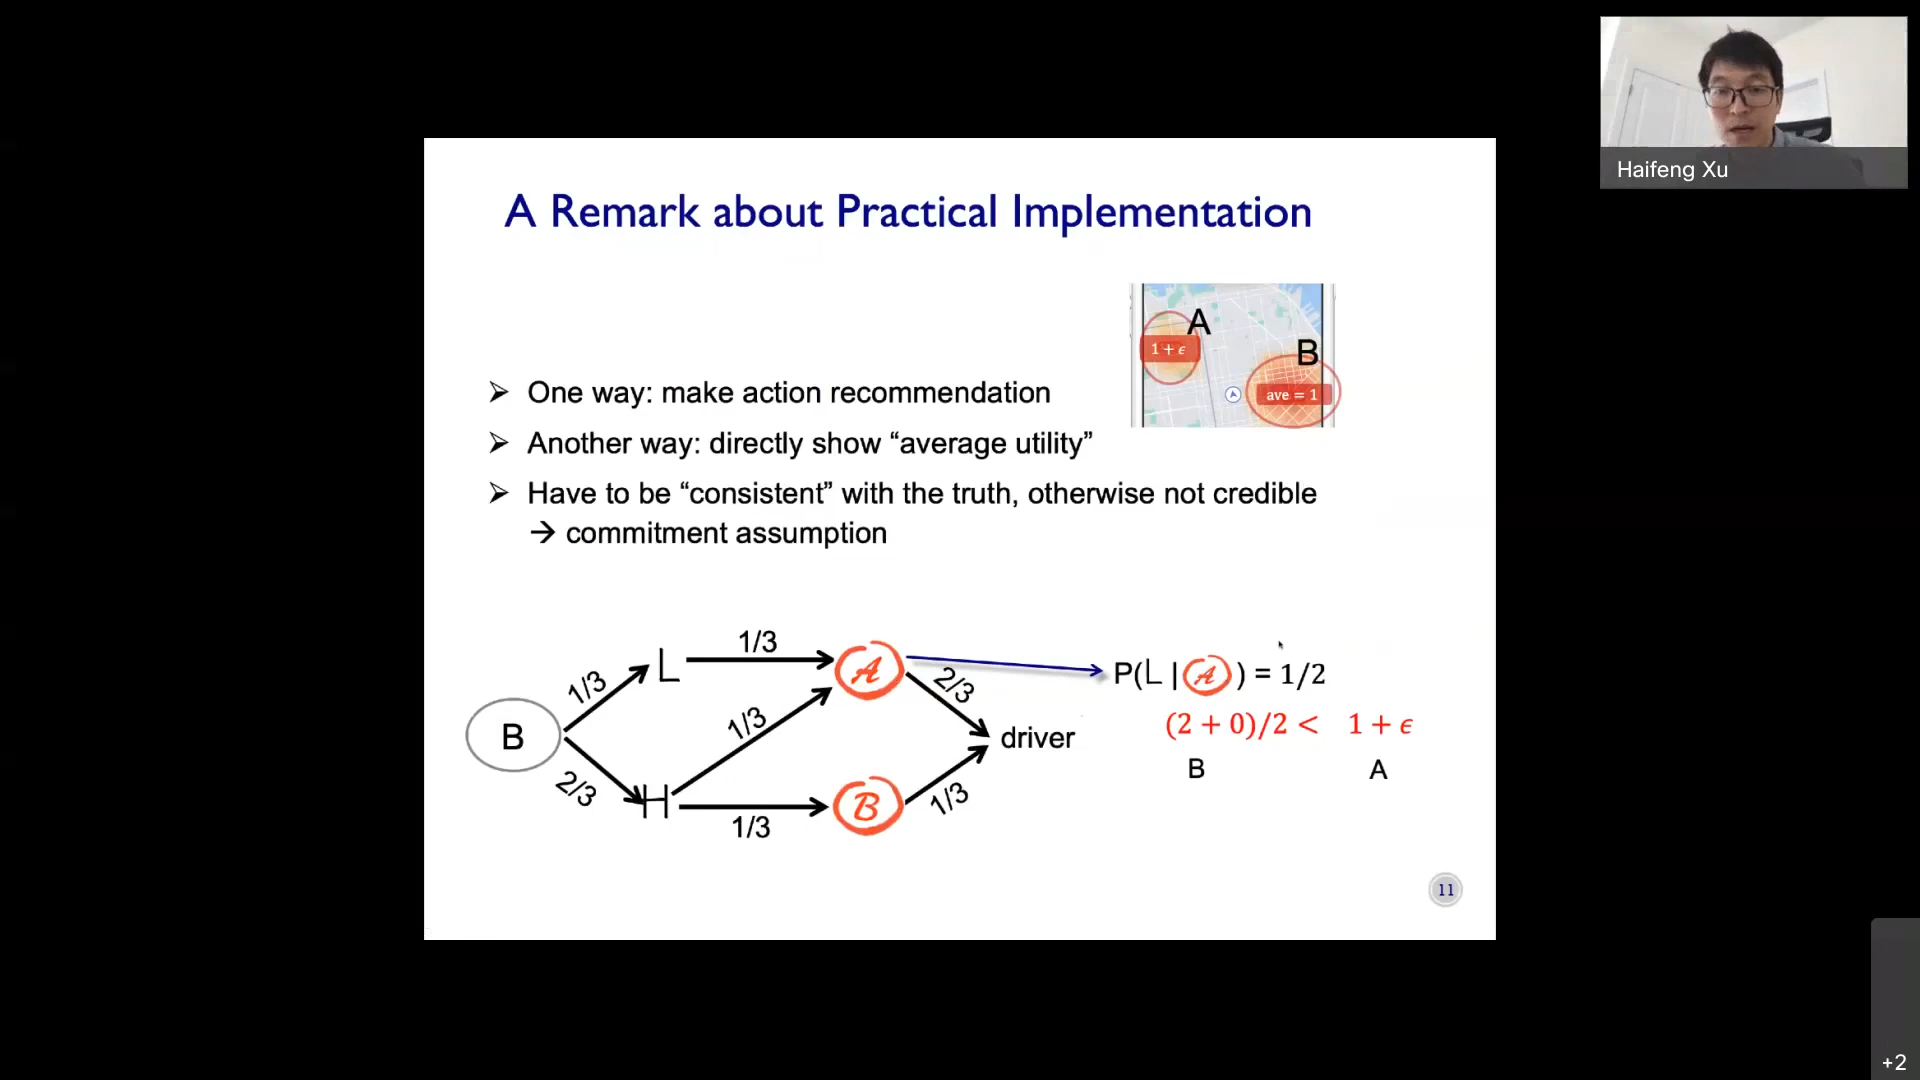 Haifeng Xu
A Remark about Practical Implementation
A
1 + ϵ
B
ave = 1
➢ One way: make action recommendation
➢ Another way: directly show “average utility”
➢ Have to be “consistent” with the truth, otherwise not credible
→ commitment assumption
1/3
L
A
P(L | A ) = 1/2
1/3
2/3
1/3
(2 + 0)/2 < 1 + ϵ
B
driver
B
A
2/3
H
B
1/3
1/3
11
+2